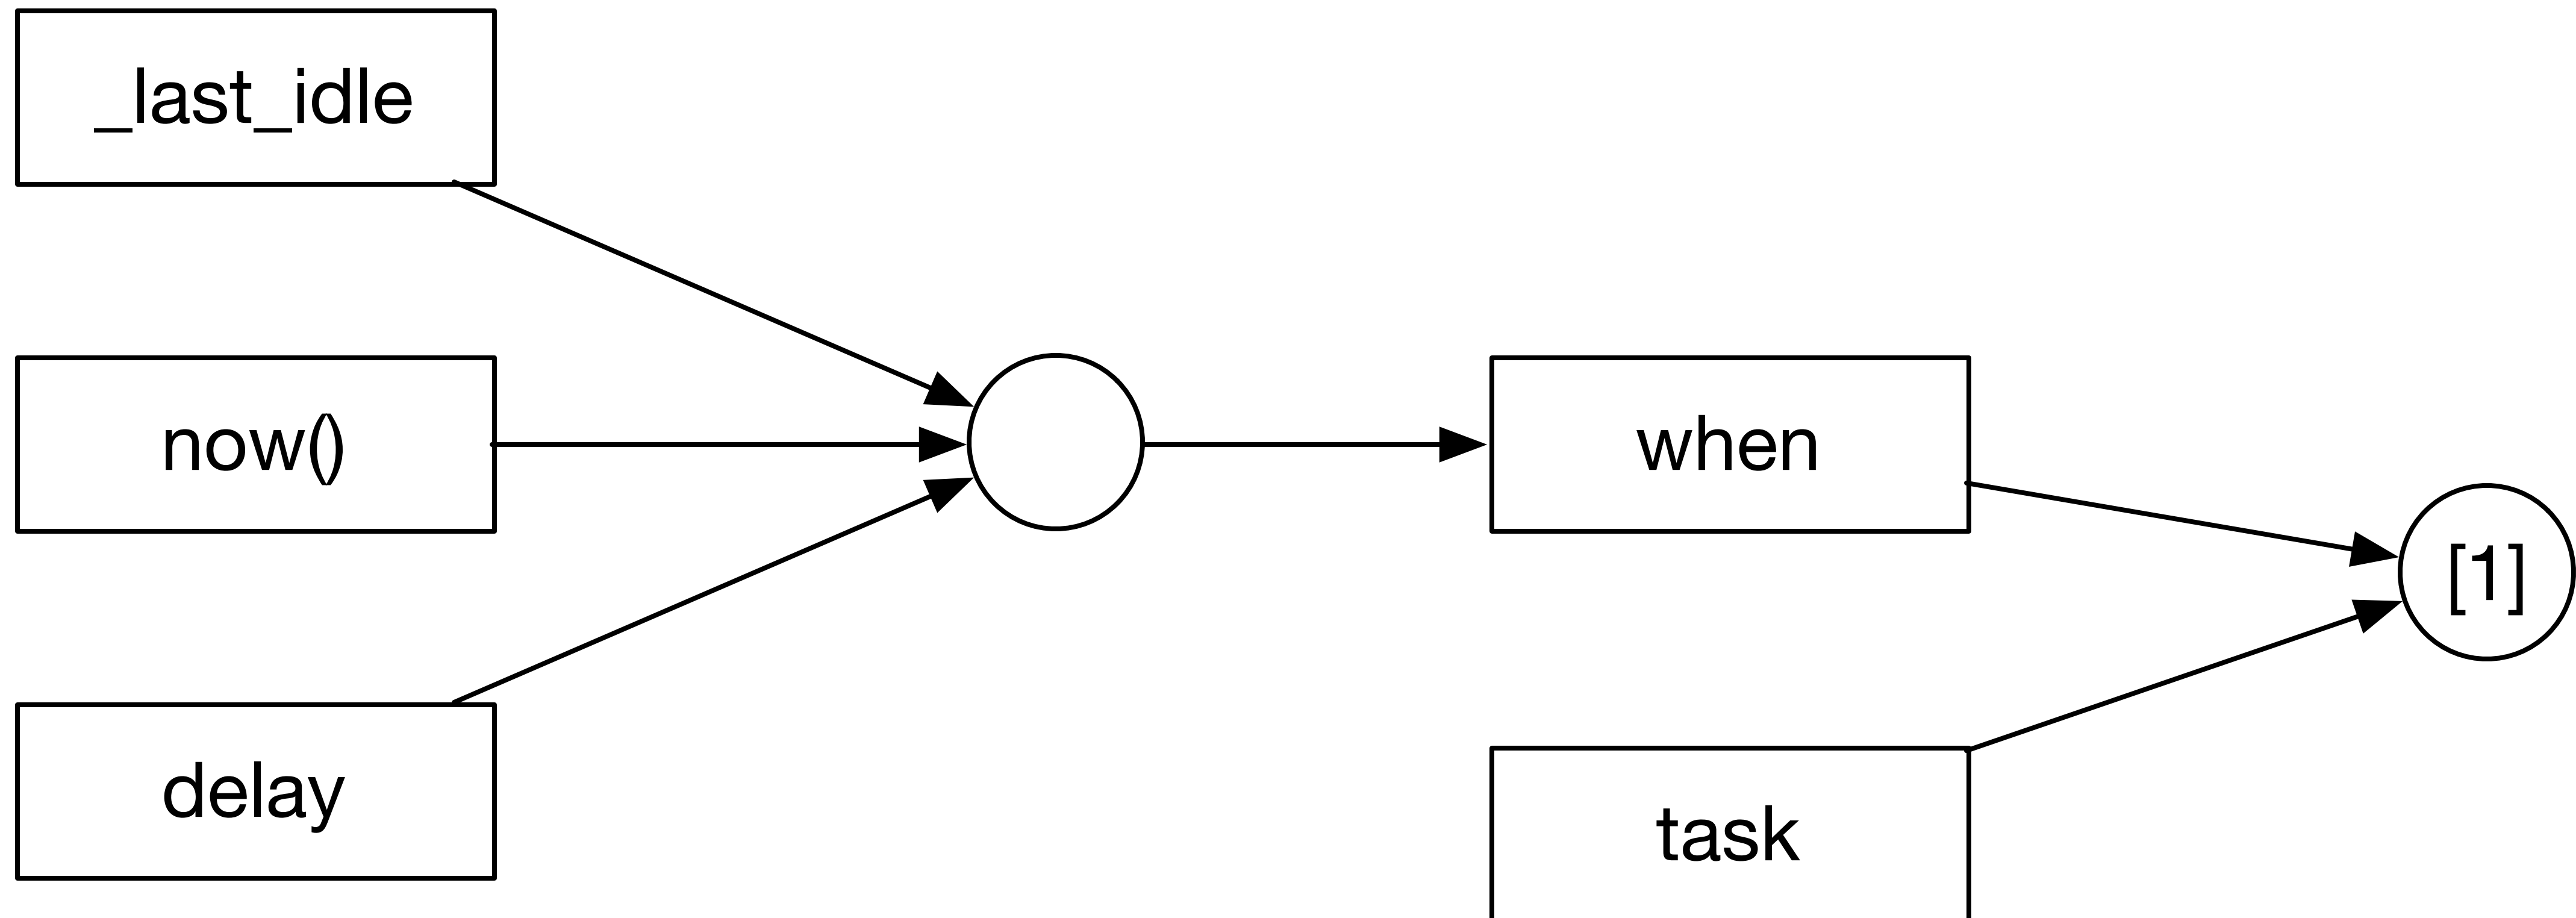 _last_idle
now()
when
[1]
delay
task